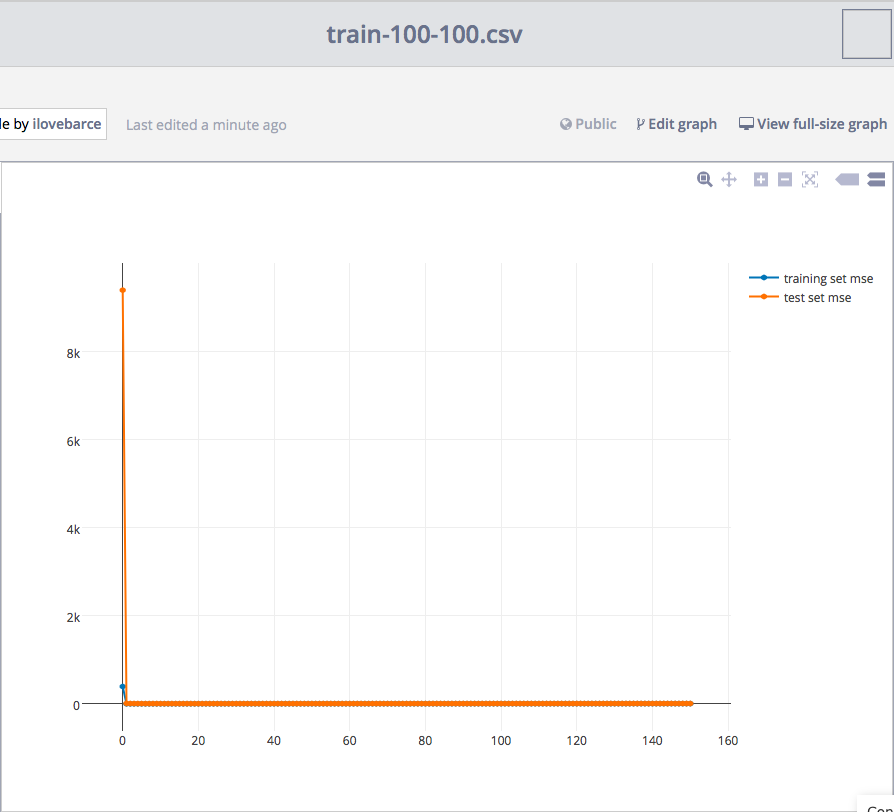 train-100-100.csv
le by ilovebarce
Last edited a minute ago
Public
Edit graph
View full-size graph
training set mse
test set mse
8k
6k
4k
2k
0
0 20 40 60 80 100 120 140 160